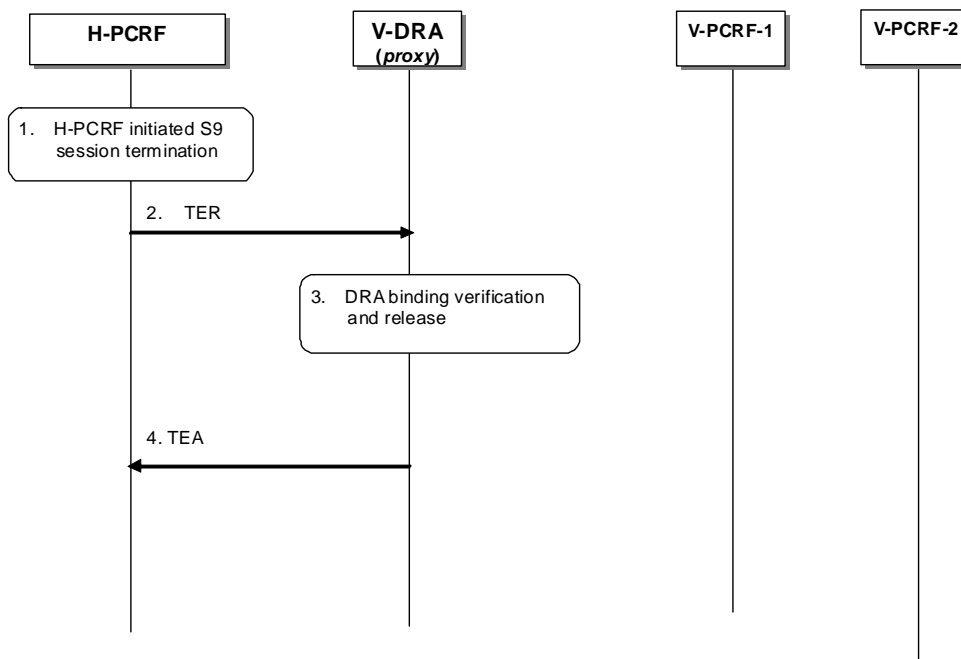 H-PCRF
V-DRA
(proxy)
V-PCRF-1
V-PCRF-2
1. H-PCRF initiated S9
session termination
2. TER
3. DRA binding verification
and release
4. TEA